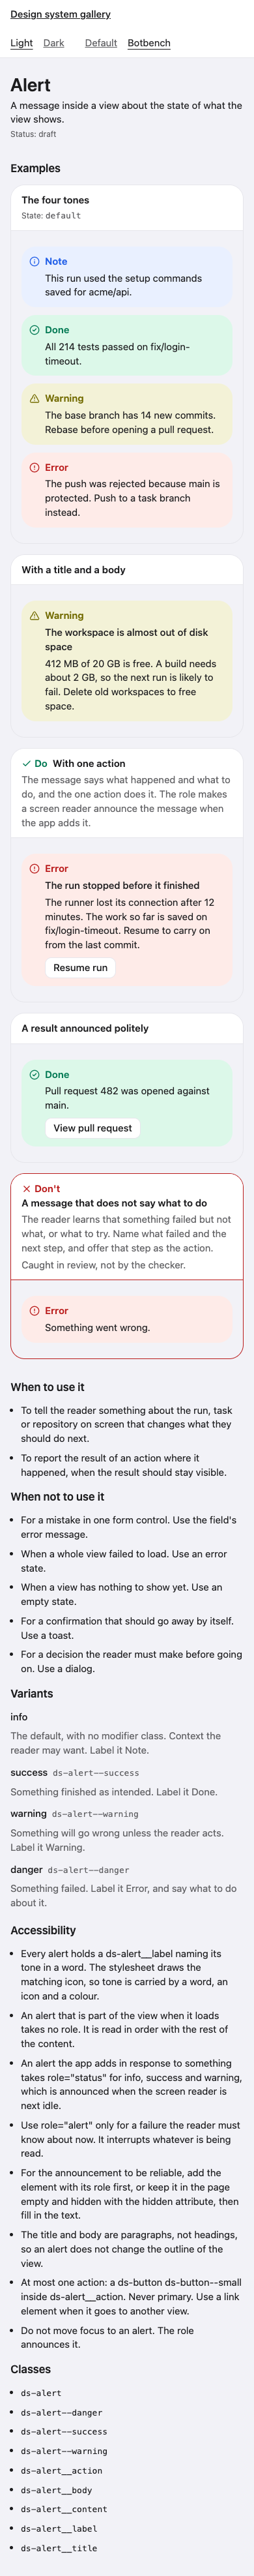 Design system gallery
Light Dark Default Botbench
Alert
A message inside a view about the state of what the
view shows.
Status: draft
Examples
The four tones
State: default
Note
This run used the setup commands
saved for acme/api.
Done
All 214 tests passed on fix/login-
timeout.
Warning
The base branch has 14 new commits.
Rebase before opening a pull request.
Error
The push was rejected because main is
protected. Push to a task branch
instead.
With a title and a body
Warning
The workspace is almost out of disk
space
412 MB of 20 GB is free. A build needs
about 2 GB, so the next run is likely to
fail. Delete old workspaces to free
space.
Do With one action
The message says what happened and what to
do, and the one action does it. The role makes
a screen reader announce the message when
the app adds it.
Error
The run stopped before it finished
The runner lost its connection after 12
minutes. The work so far is saved on
fix/login-timeout. Resume to carry on
from the last commit.
Resume run
A result announced politely
Done
Pull request 482 was opened against
main.
View pull request
Don't
A message that does not say what to do
The reader learns that something failed but not
what, or what to try. Name what failed and the
next step, and offer that step as the action.
Caught in review, not by the checker.
Error
Something went wrong.
When to use it
• To tell the reader something about the run, task
or repository on screen that changes what they
should do next.
• To report the result of an action where it
happened, when the result should stay visible.
When not to use it
• For a mistake in one form control. Use the field's
error message.
• When a whole view failed to load. Use an error
state.
• When a view has nothing to show yet. Use an
empty state.
• For a confirmation that should go away by itself.
Use a toast.
• For a decision the reader must make before going
on. Use a dialog.
Variants
info
The default, with no modifier class. Context the
reader may want. Label it Note.
success ds-alert--success
Something finished as intended. Label it Done.
warning ds-alert--warning
Something will go wrong unless the reader acts.
Label it Warning.
danger ds-alert--danger
Something failed. Label it Error, and say what to do
about it.
Accessibility
• Every alert holds a ds-alert__label naming its
tone in a word. The stylesheet draws the
matching icon, so tone is carried by a word, an
icon and a colour.
• An alert that is part of the view when it loads
takes no role. It is read in order with the rest of
the content.
• An alert the app adds in response to something
takes role="status" for info, success and warning,
which is announced when the screen reader is
next idle.
• Use role="alert" only for a failure the reader must
know about now. It interrupts whatever is being
read.
• For the announcement to be reliable, add the
element with its role first, or keep it in the page
empty and hidden with the hidden attribute, then
fill in the text.
• The title and body are paragraphs, not headings,
so an alert does not change the outline of the
view.
• At most one action: a ds-button ds-button--small
inside ds-alert__action. Never primary. Use a link
element when it goes to another view.
• Do not move focus to an alert. The role
announces it.
Classes
• ds-alert
• ds-alert--danger
• ds-alert--success
• ds-alert--warning
• ds-alert__action
• ds-alert__body
• ds-alert__content
• ds-alert__label
• ds-alert__title